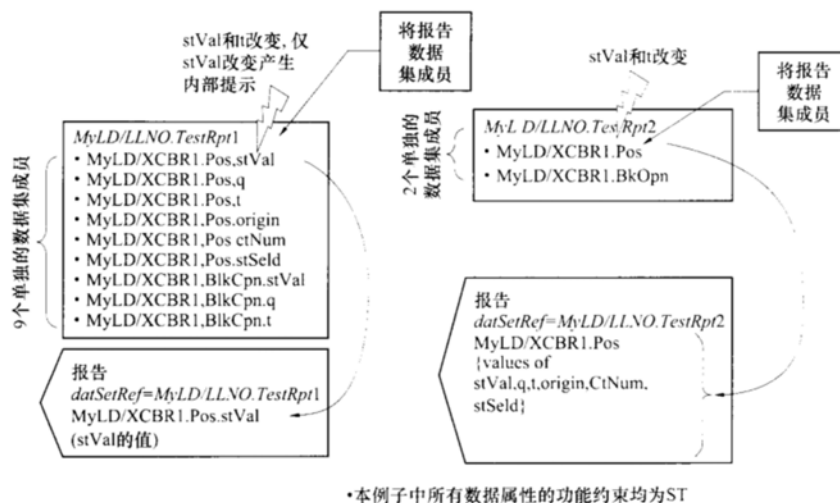 stVal和t改变, 仅
stVal改变产生
内部提示
将报告
数据
集成员
MyLD/LLNO.TestRpt1
• MyLD/XCBR1.Pos,stVal
• MyLD/XCBR1.Pos,q
• MyLD/XCBR1.Pos,t
• MyLD/XCBR1.Pos.origin
• MyLD/XCBR1,Pos ctNum
• MyLD/XCBR1,Pos.stSeld
• MyLD/XCBR1,BlkCpn.stVal
• MyLD/XCBR1,BlkCpn.q
• MyLD/XCBR1,BlkCpn.t
9个单独的数据集成员
报告
datSetRef=MyLD/LLNO.TestRpt1
MyLD/XCBR1.Pos.stVal
(stVal的值)
stVal和t改变
将报告
数据
集成员
MyL D/LLNO.TestRpt2
• MyLD/XCBR1.Pos
• MyLD/XCBR1.BkOpn
2个单独的
数据集成员
报告
datSetRef=MyLD/LLNO.TestRpt2
MyLD/XCBR1.Pos
{values of
stVal.q,t,origin,CtNum,
stSeld}
•本例子中所有数据属性的功能约束均为ST